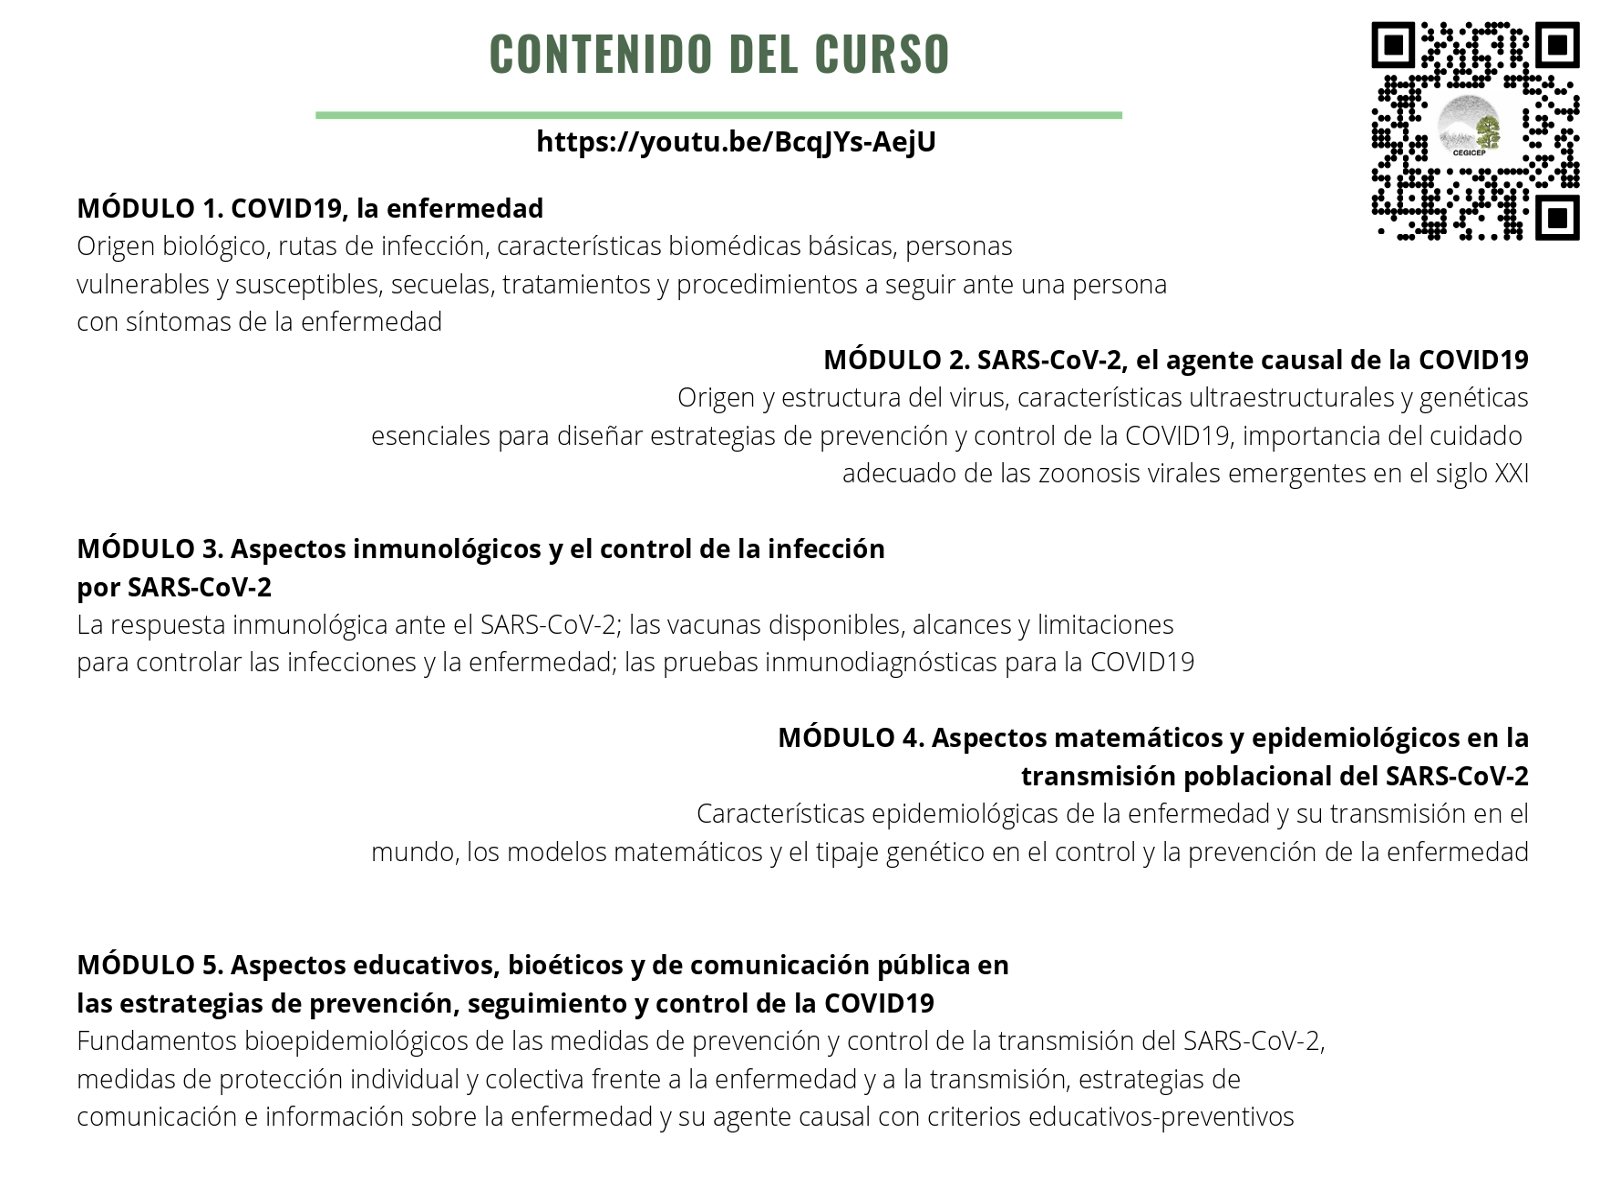 CONTENIDO DEL CURSO
https://youtu.be/BcqJYs-AejU
CEGICEP
MÓDULO 1. COVID19, la enfermedad
Origen biológico, rutas de infección, características biomédicas básicas, personas
vulnerables y susceptibles, secuelas, tratamientos y procedimientos a seguir ante una persona
con síntomas de la enfermedad
MÓDULO 2. SARS-CoV-2, el agente causal de la COVID19
Origen y estructura del virus, características ultraestructurales y genéticas
esenciales para diseñar estrategias de prevención y control de la COVID19, importancia del cuidado
adecuado de las zoonosis virales emergentes en el siglo XXI
MÓDULO 3. Aspectos inmunológicos y el control de la infección
por SARS-CoV-2
La respuesta inmunológica ante el SARS-CoV-2; las vacunas disponibles, alcances y limitaciones
para controlar las infecciones y la enfermedad; las pruebas inmunodiagnósticas para la COVID19
MÓDULO 4. Aspectos matemáticos y epidemiológicos en la
transmisión poblacional del SARS-CoV-2
Características epidemiológicas de la enfermedad y su transmisión en el
mundo, los modelos matemáticos y el tipaje genético en el control y la prevención de la enfermedad
MÓDULO 5. Aspectos educativos, bioéticos y de comunicación pública en
las estrategias de prevención, seguimiento y control de la COVID19
Fundamentos bioepidemiológicos de las medidas de prevención y control de la transmisión del SARS-CoV-2,
medidas de protección individual y colectiva frente a la enfermedad y a la transmisión, estrategias de
comunicación e información sobre la enfermedad y su agente causal con criterios educativos-preventivos